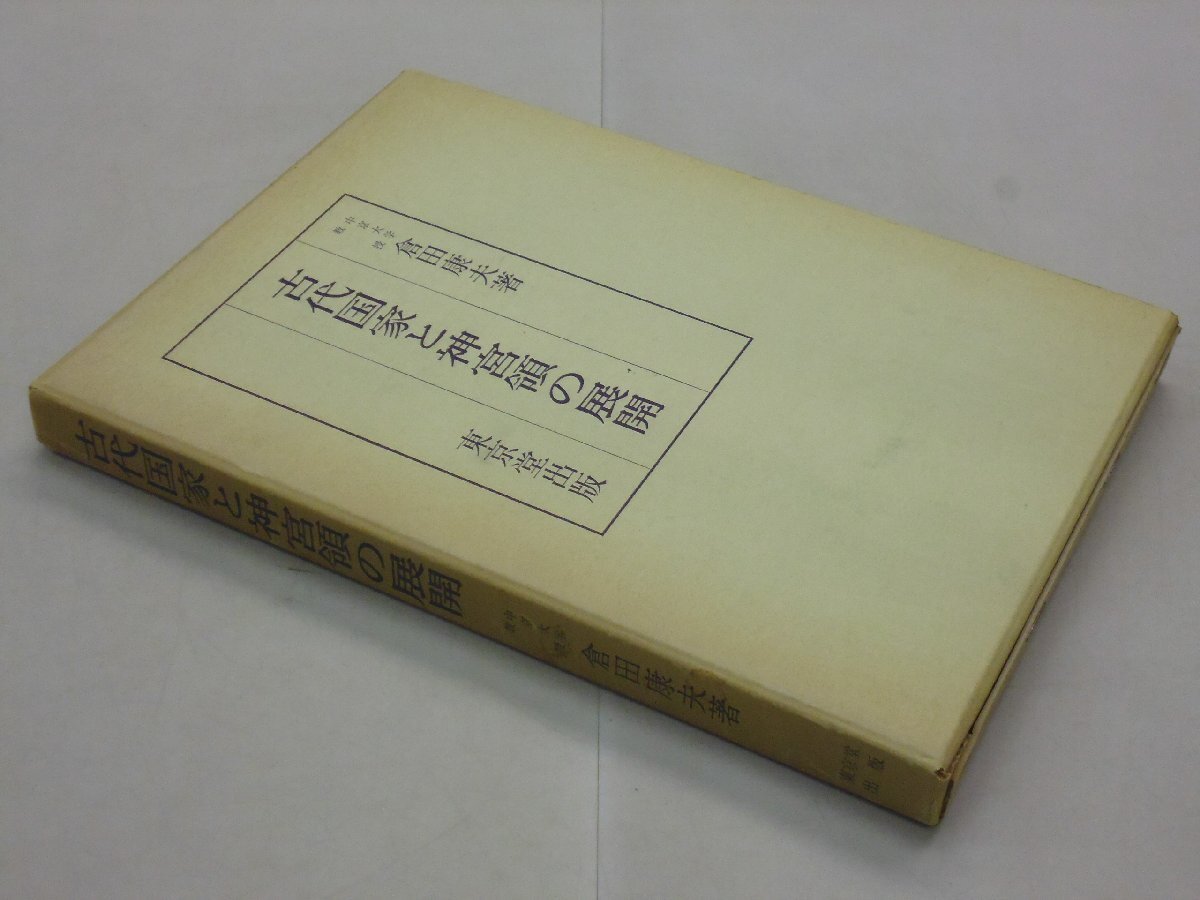 中京大学
教授
倉田康夫著
古代国家と神宮領の展開
東京堂出版
古代国家と神宮領の展開
中京大学
教授
倉田康夫著
東京堂
出版